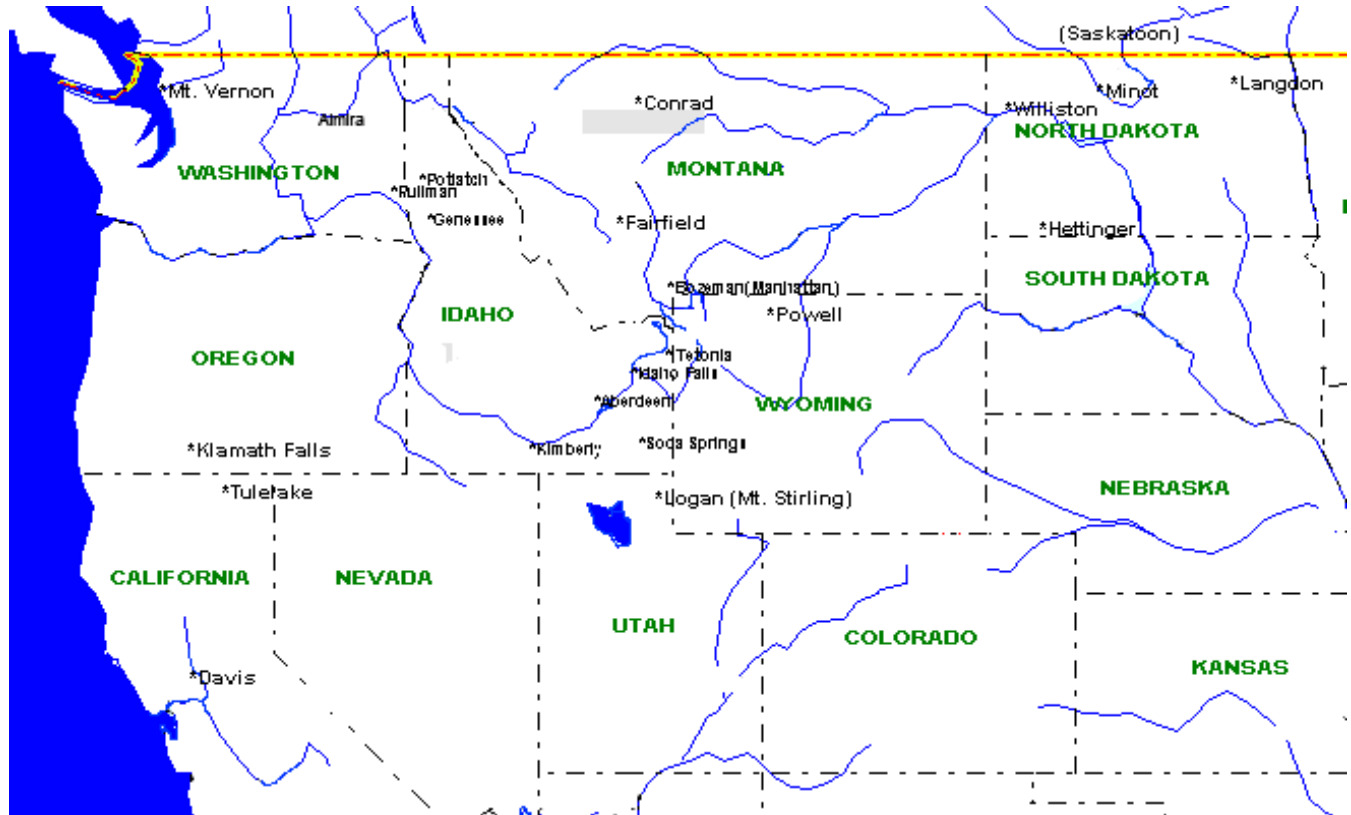 (Saskatoon)
*Mt. Vernon
*Conrad
*Minot
*Langdon
*Williston
Almira
NORTH DAKOTA
WASHINGTON
MONTANA
*Potlatch
*Pullman
*Genessee
*Fairfield
*Hettinger
SOUTH DAKOTA
*Bozeman(Manhattan)
IDAHO
*Powell
OREGON
*Tetonia
*Idaho Falls
*Aberdeen
WYOMING
*Klamath Falls
*Kimberly
*Soda Springs
*Tulelake
*Logan (Mt. Stirling)
NEBRASKA
CALIFORNIA
NEVADA
UTAH
COLORADO
KANSAS
*Davis